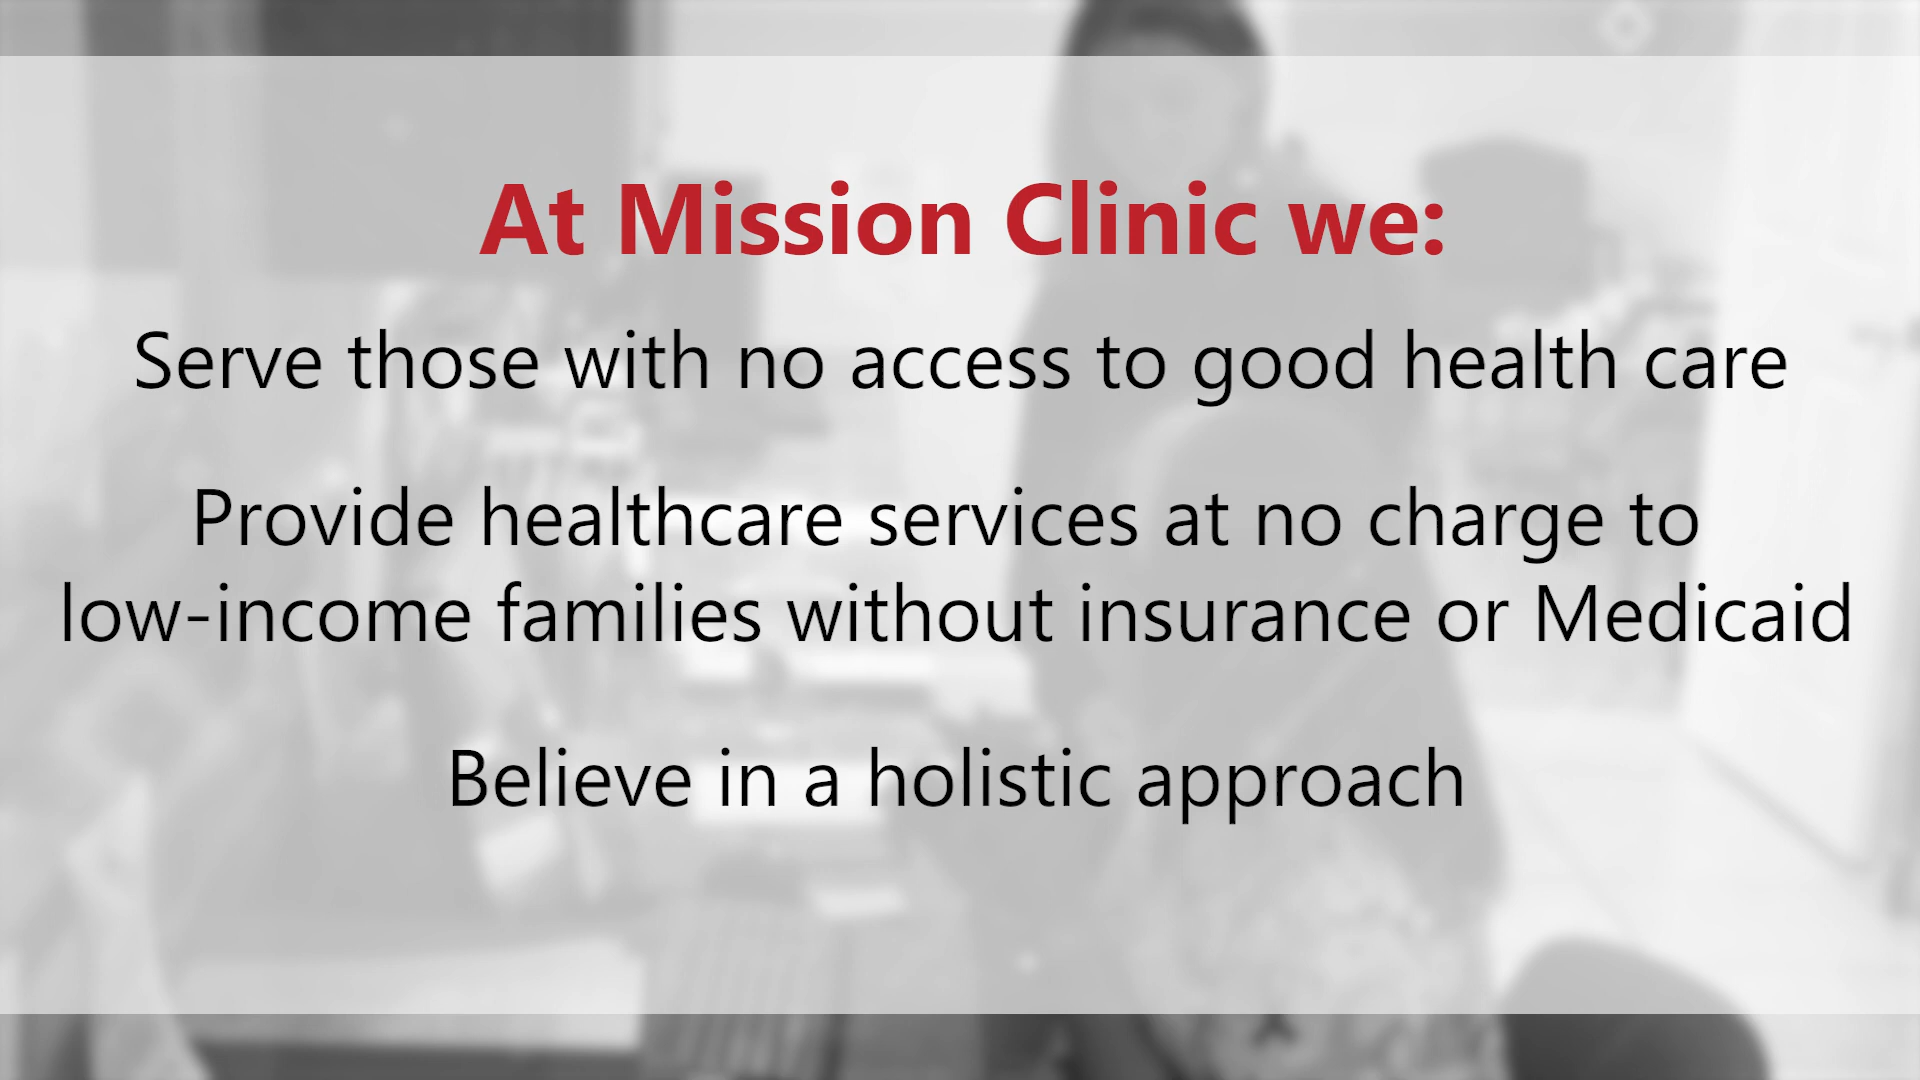 At Mission Clinic we:
Serve those with no access to good health care
Provide healthcare services at no charge to
low-income families without insurance or Medicaid
Believe in a holistic approach